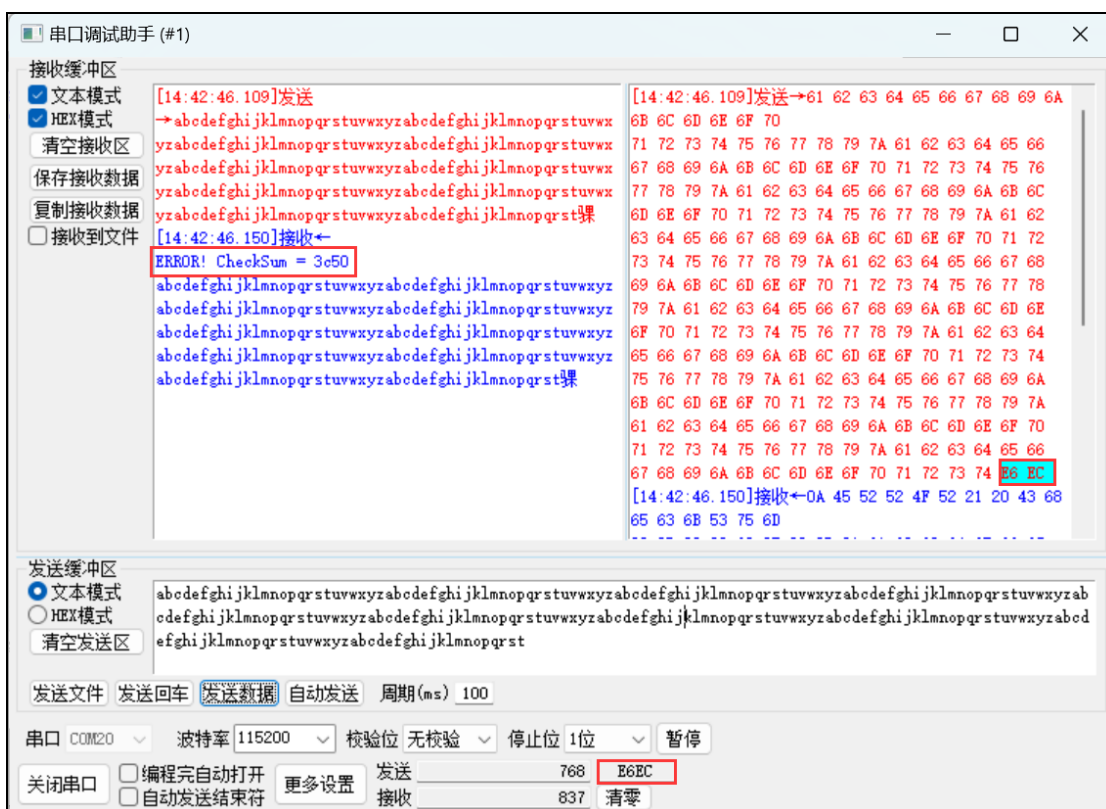 串口调试助手 (#1)
接收缓冲区
文本模式
HEX模式
清空接收区
保存接收数据
复制接收数据
接收到文件
[14:42:46.109]发送
→abcdefghijklmnopqrstuvwxyzabcdefghijklmnopqrstuvwx
yzabcdefghijklmnopqrstuvwxyzabcdefghijklmnopqrstuvwx
yzabcdefghijklmnopqrstuvwxyzabcdefghijklmnopqrstuvwx
yzabcdefghijklmnopqrstuvwxyzabcdefghijklmnopqrstuvwx
yzabcdefghijklmnopqrstuvwxyzabcdefghijklmnopqrst骒
[14:42:46.150]接收←
ERROR! CheckSum = 3c50
abcdefghijklmnopqrstuvwxyzabcdefghijklmnopqrstuvwxyz
abcdefghijklmnopqrstuvwxyzabcdefghijklmnopqrstuvwxyz
abcdefghijklmnopqrstuvwxyzabcdefghijklmnopqrstuvwxyz
abcdefghijklmnopqrstuvwxyzabcdefghijklmnopqrstuvwxyz
abcdefghijklmnopqrstuvwxyzabcdefghijklmnopqrst骒
[14:42:46.109]发送→61 62 63 64 65 66 67 68 69 6A
6B 6C 6D 6E 6F 70
71 72 73 74 75 76 77 78 79 7A 61 62 63 64 65 66
67 68 69 6A 6B 6C 6D 6E 6F 70 71 72 73 74 75 76
77 78 79 7A 61 62 63 64 65 66 67 68 69 6A 6B 6C
6D 6E 6F 70 71 72 73 74 75 76 77 78 79 7A 61 62
63 64 65 66 67 68 69 6A 6B 6C 6D 6E 6F 70 71 72
73 74 75 76 77 78 79 7A 61 62 63 64 65 66 67 68
69 6A 6B 6C 6D 6E 6F 70 71 72 73 74 75 76 77 78
79 7A 61 62 63 64 65 66 67 68 69 6A 6B 6C 6D 6E
6F 70 71 72 73 74 75 76 77 78 79 7A 61 62 63 64
65 66 67 68 69 6A 6B 6C 6D 6E 6F 70 71 72 73 74
75 76 77 78 79 7A 61 62 63 64 65 66 67 68 69 6A
6B 6C 6D 6E 6F 70 71 72 73 74 75 76 77 78 79 7A
61 62 63 64 65 66 67 68 69 6A 6B 6C 6D 6E 6F 70
71 72 73 74 75 76 77 78 79 7A 61 62 63 64 65 66
67 68 69 6A 6B 6C 6D 6E 6F 70 71 72 73 74 E6 EC
[14:42:46.150]接收←0A 45 52 52 4F 52 21 20 43 68
65 63 6B 53 75 6D
发送缓冲区
文本模式
HEX模式
清空发送区
abcdefghijklmnopqrstuvwxyzabcdefghijklmnopqrstuvwxyzabcdefghijklmnopqrstuvwxyzabcdefghijklmnopqrstuvwxyzab
cdefghijklmnopqrstuvwxyzabcdefghijklmnopqrstuvwxyzabcdefghijklmnopqrstuvwxyzabcdefghijklmnopqrstuvwxyzabcd
efghijklmnopqrstuvwxyzabcdefghijklmnopqrst
发送文件 发送回车 发送数据 自动发送 周期(ms) 100
串口 COM20 波特率 115200 校验位 无校验 停止位 1位 暂停
关闭串口 编程完自动打开 更多设置 发送 768 E6EC
自动发送结束符 接收 837 清零